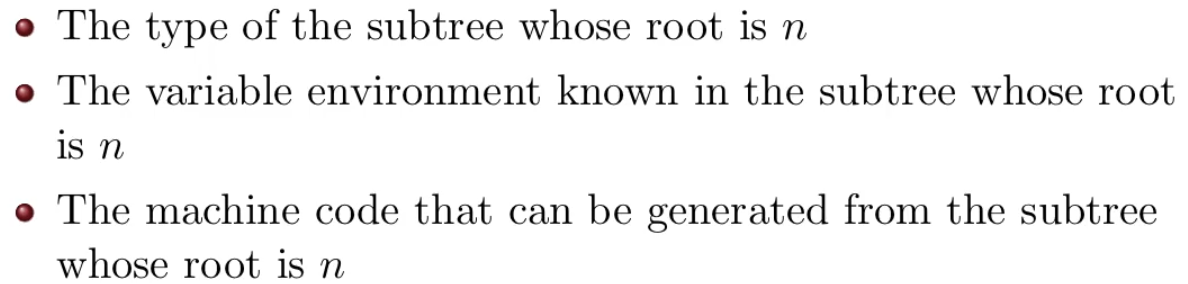 • The type of the subtree whose root is n
• The variable environment known in the subtree whose root
is n
• The machine code that can be generated from the subtree
whose root is n